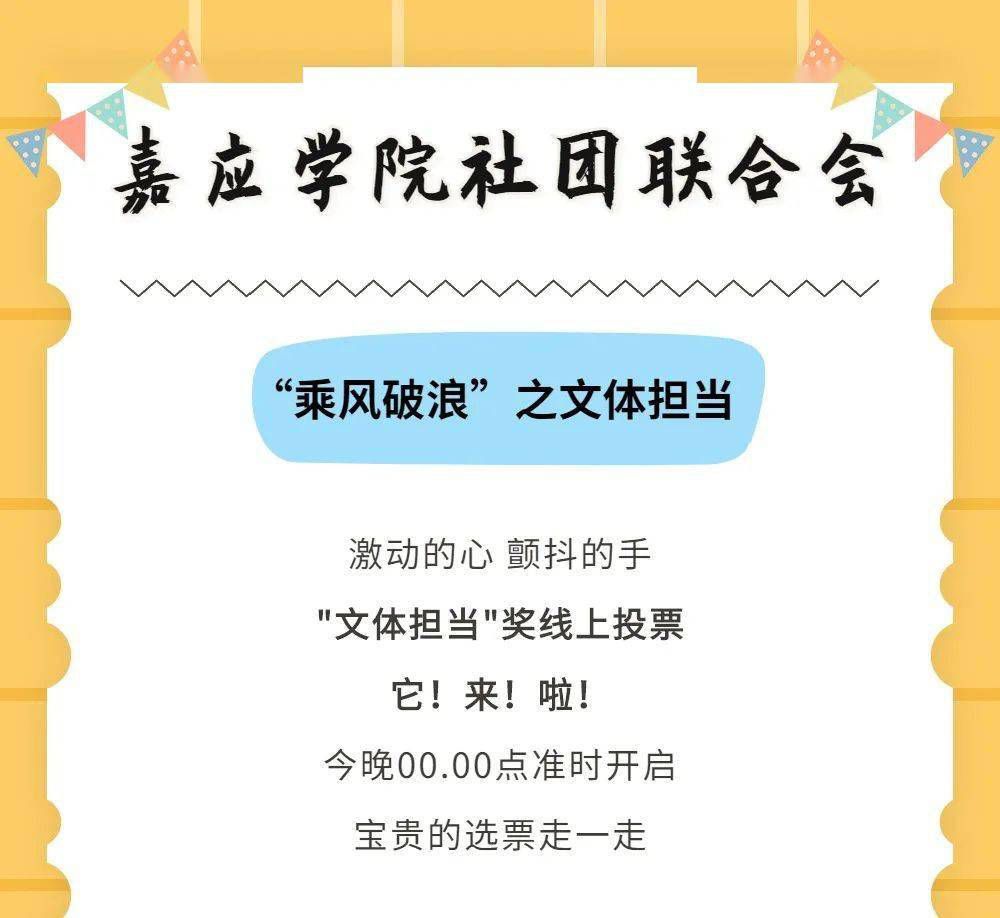 嘉应学院社团联合会
“乘风破浪”之文体担当
激动的心 颤抖的手
"文体担当"奖线上投票
它！来！啦！
今晚00.00点准时开启
宝贵的选票走一走